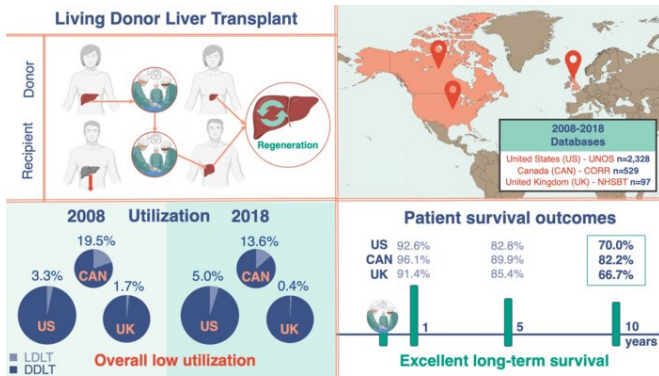 Living Donor Liver Transplant
Donor
Recipient
Regeneration
2008-2018
Databases
United States (US) - UNOS n=2,328
Canada (CAN) - CORR n=529
United Kingdom (UK) - NHSBT n=97
2008 Utilization 2018
19.5%
3.3%
1.7%
CAN
US
UK
13.6%
5.0%
0.4%
CAN
US
UK
LDLT
DDLT
Overall low utilization
Patient survival outcomes
US 92.6% 82.8% 70.0%
CAN 96.1% 89.9% 82.2%
UK 91.4% 85.4% 66.7%
1 5 10
years
Excellent long-term survival